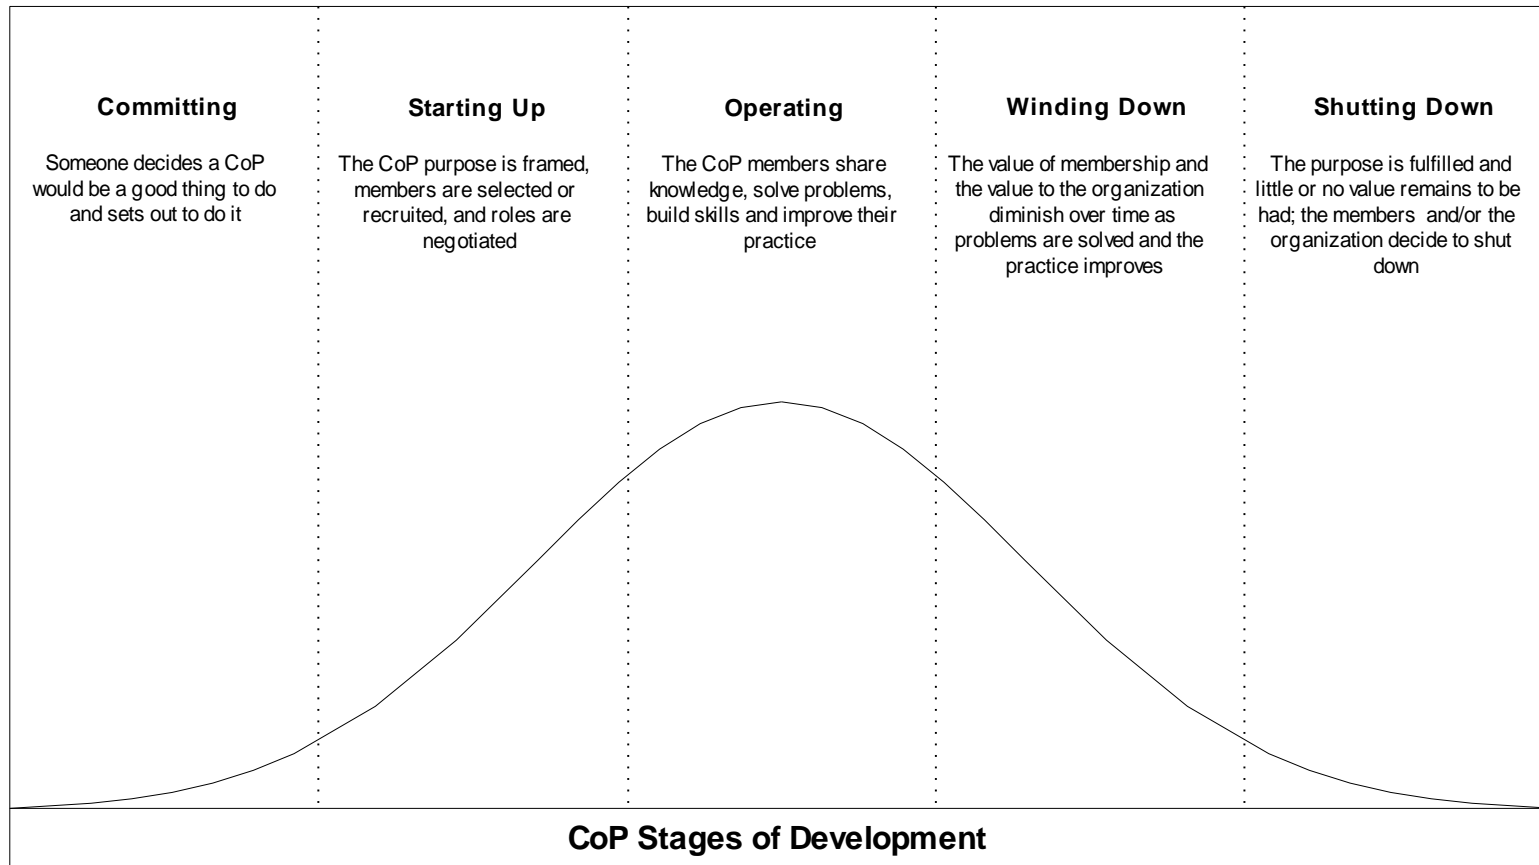 Committing
Someone decides a CoP
would be a good thing to do
and sets out to do it
Starting Up
The CoP purpose is framed,
members are selected or
recruited, and roles are
negotiated
Operating
The CoP members share
knowledge, solve problems,
build skills and improve their
practice
Winding Down
The value of membership and
the value to the organization
diminish over time as
problems are solved and the
practice improves
Shutting Down
The purpose is fulfilled and
little or no value remains to be
had; the members and/or the
organization decide to shut
down
CoP Stages of Development